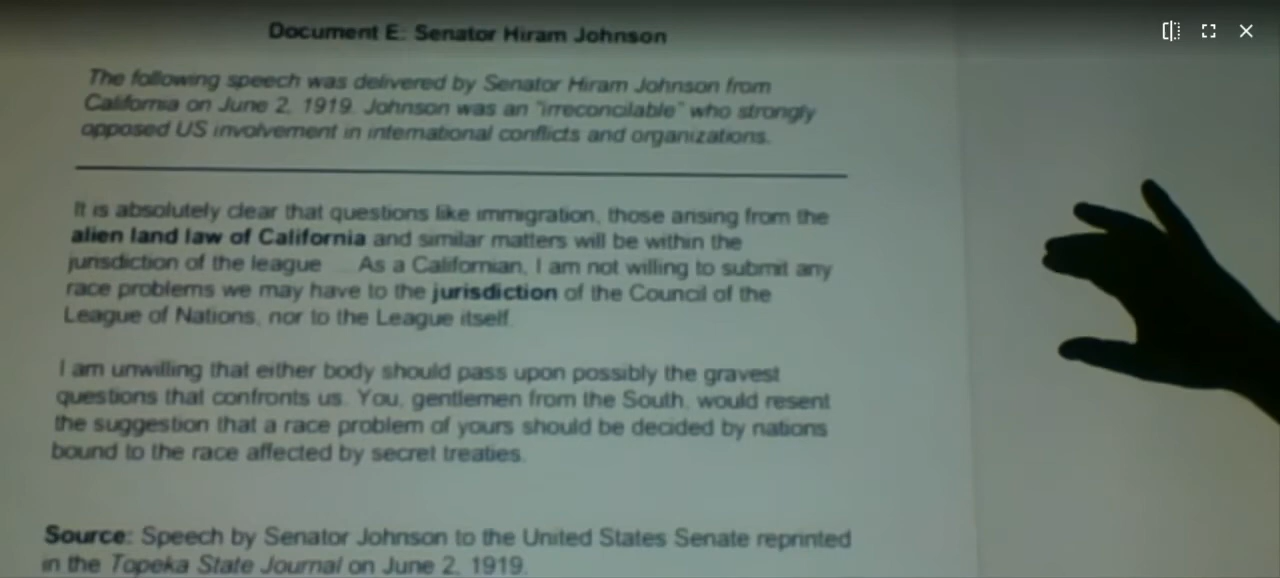 Document E: Senator Hiram Johnson
The following speech was delivered by Senator Hiram Johnson from
California on June 2, 1919. Johnson was an "irreconcilable" who strongly
opposed US involvement in international conflicts and organizations.
It is absolutely clear that questions like immigration, those arising from the
alien land law of California and similar matters will be within the
jurisdiction of the league . . . As a Californian, I am not willing to submit any
race problems we may have to the jurisdiction of the Council of the
League of Nations, nor to the League itself.
I am unwilling that either body should pass upon possibly the gravest
questions that confronts us. You, gentlemen from the South, would resent
the suggestion that a race problem of yours should be decided by nations
bound to the race affected by secret treaties.
Source: Speech by Senator Johnson to the United States Senate reprinted
in the Topeka State Journal on June 2, 1919.